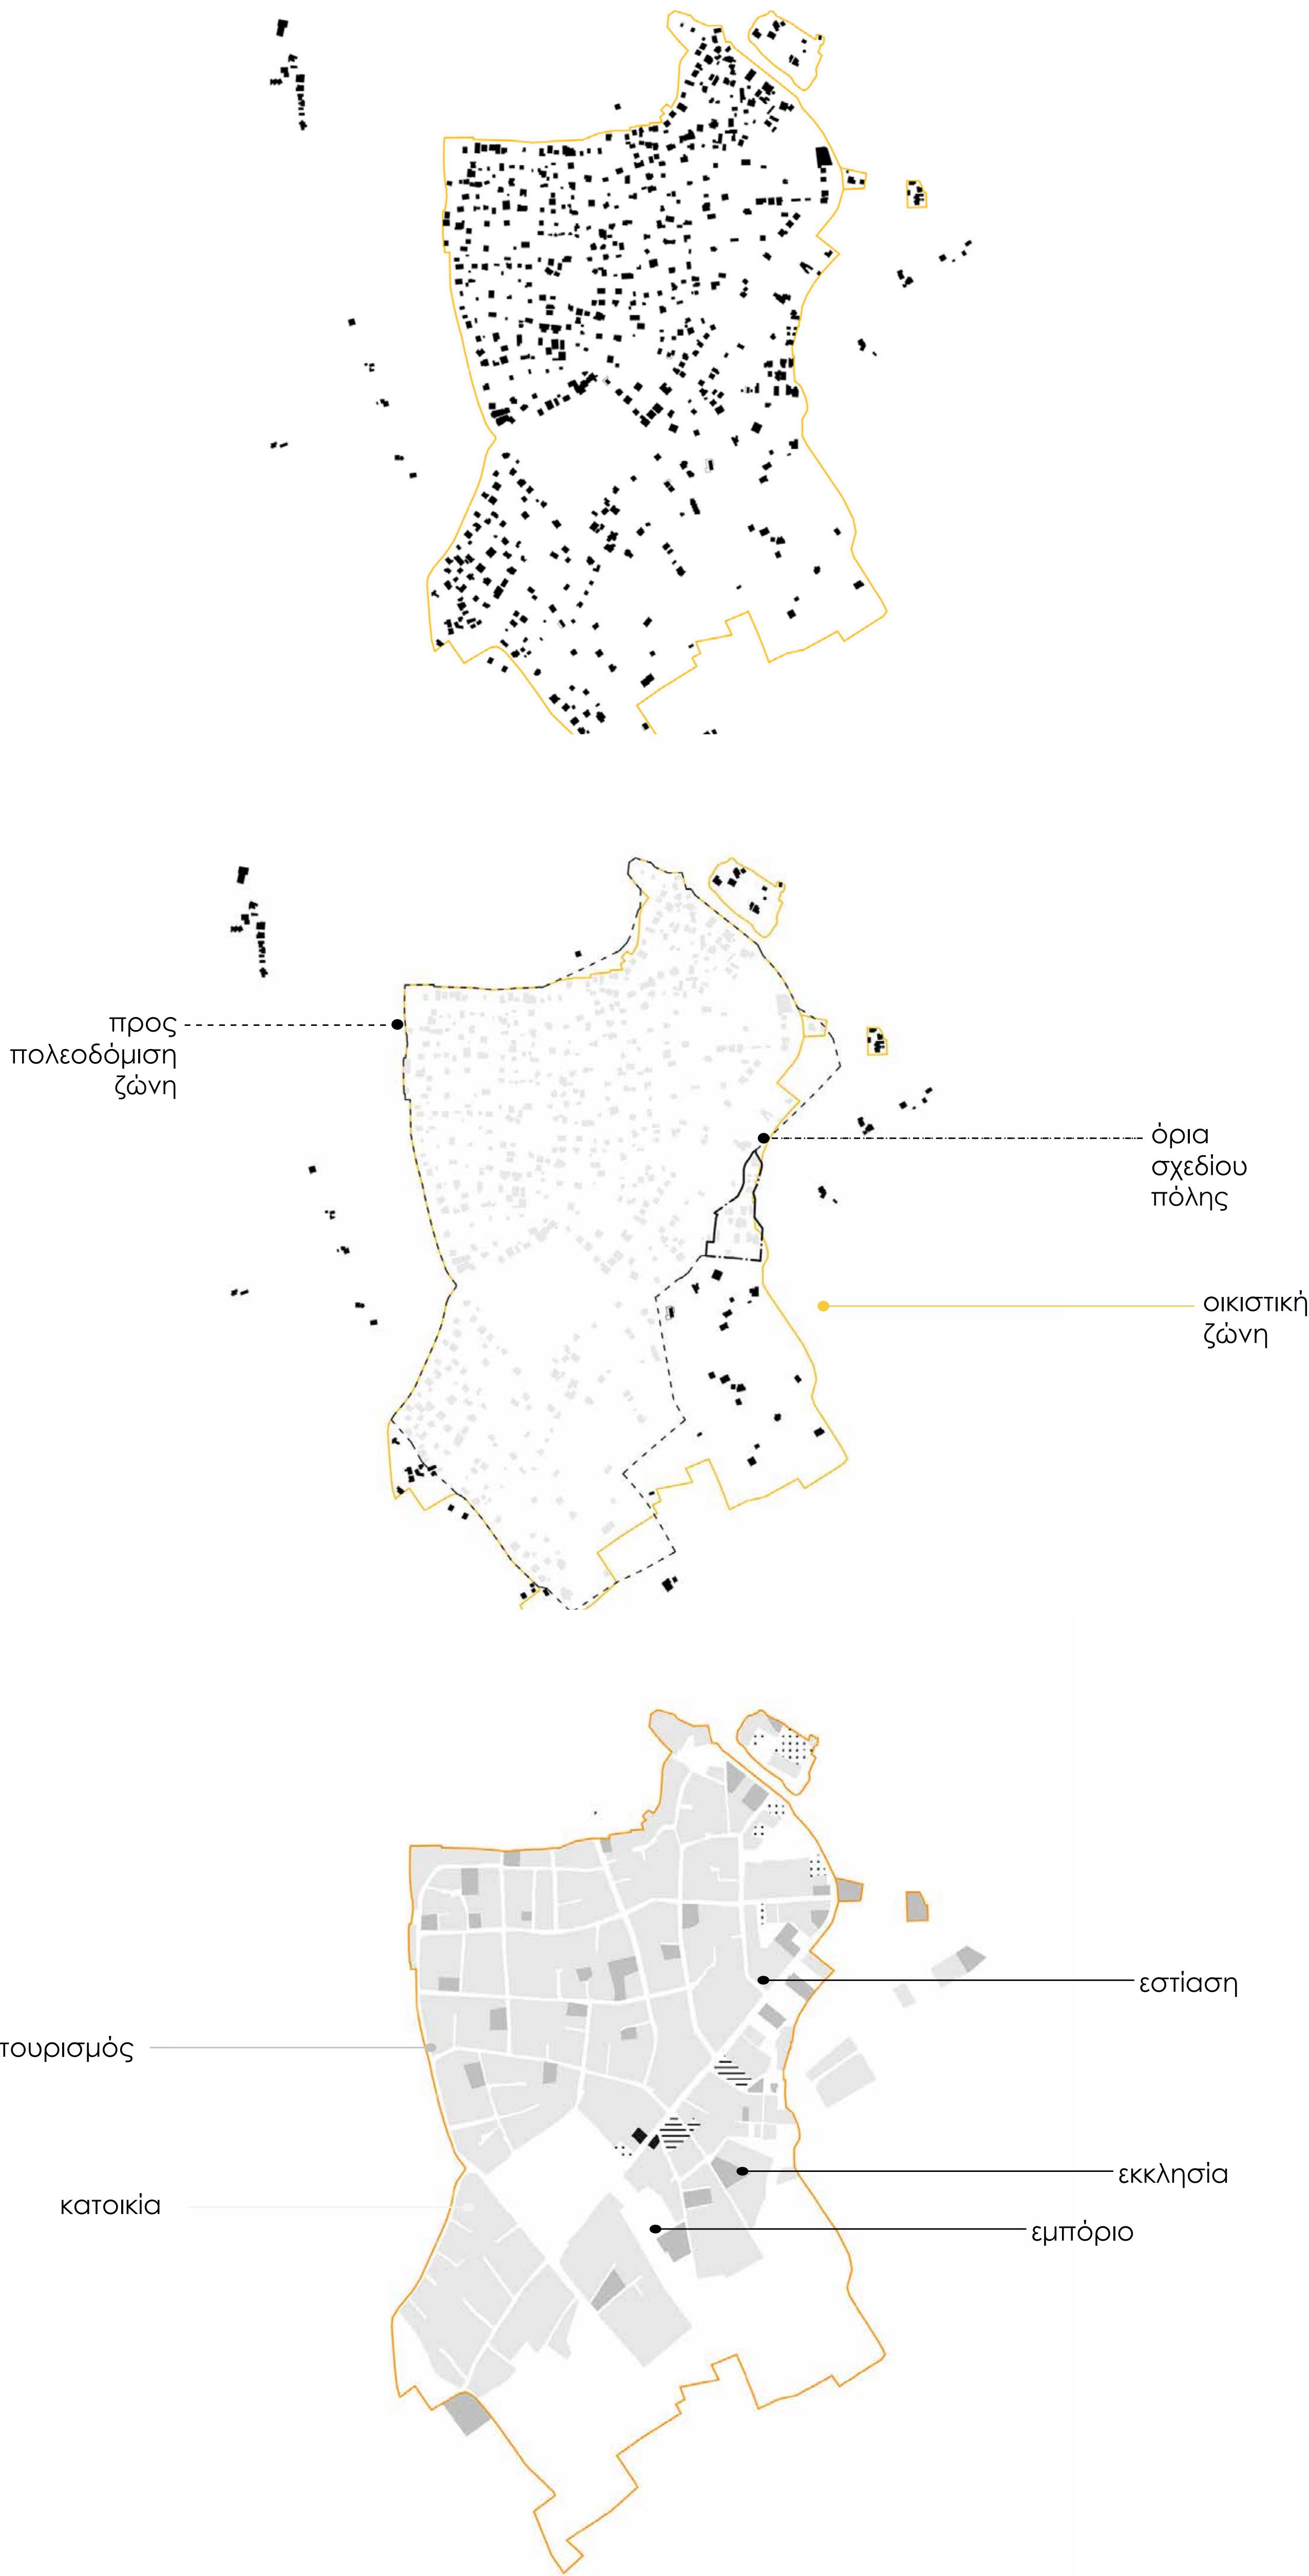 προς
πολεοδόμιση
ζώνη
όρια
σχεδίου
πόλης
οικιστική
ζώνη
εστίαση
τουρισμός
εκκλησία
κατοικία
εμπόριο